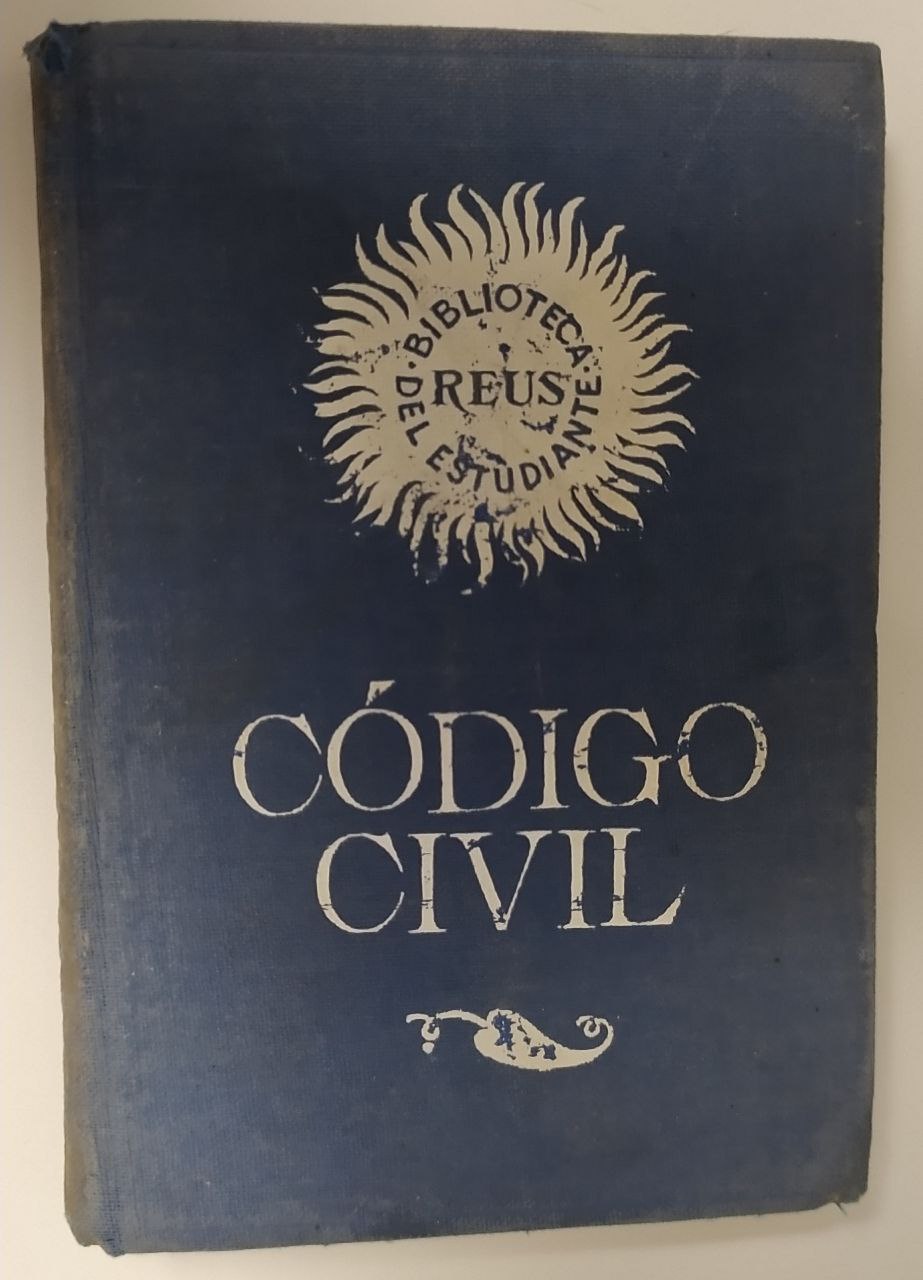 ·BIBLIOTECA·
DEL ESTUDIANTE
REUS
CÓDIGO
CIVIL